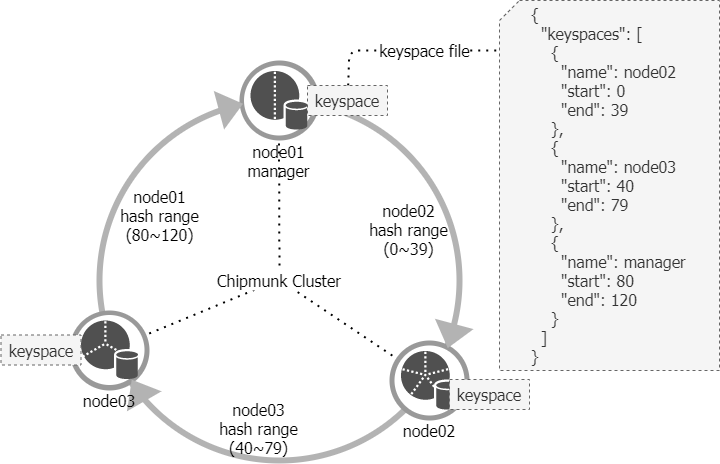 keyspace file
{
"keyspaces": [
{
"name": node02
"start": 0
"end": 39
},
{
"name": node03
"start": 40
"end": 79
},
{
"name": manager
"start": 80
"end": 120
}
]
}
keyspace
node01
manager
node01
hash range
(80~120)
node02
hash range
(0~39)
Chipmunk Cluster
keyspace
node03
keyspace
node02
node03
hash range
(40~79)